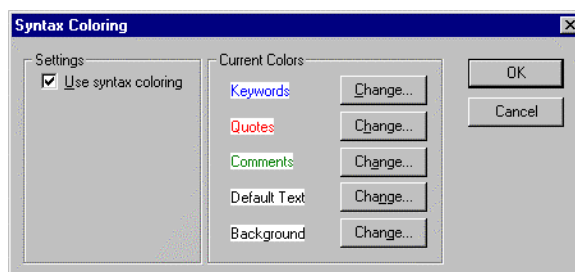 Syntax Coloring
Settings
Use syntax coloring
Current Colors
Keywords Change...
Quotes Change...
Comments Change...
Default Text Change...
Background Change...
OK
Cancel